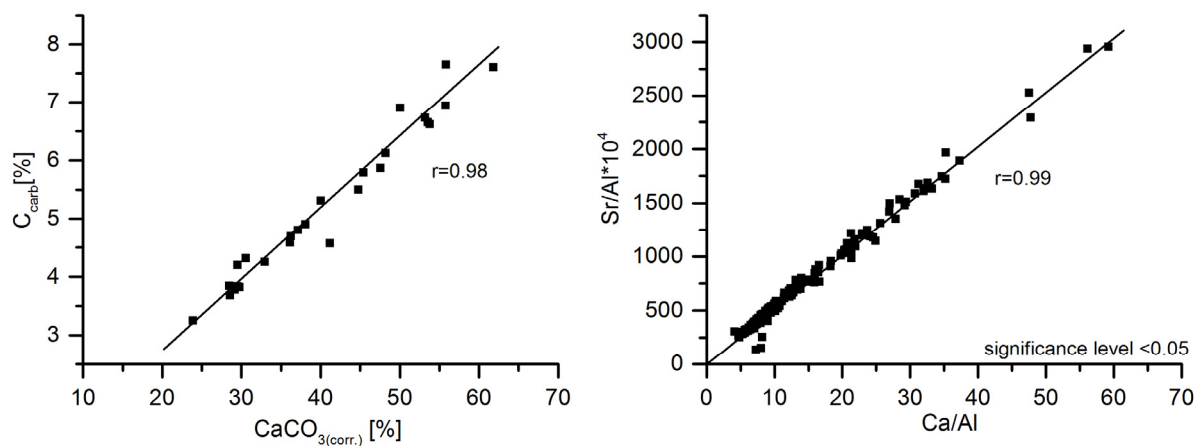 8
7
6
5
4
3
C carb [%]
r=0.98
10 20 30 40 50 60 70
CaCO3(corr.) [%]
3000
2500
2000
1500
1000
500
0
Sr/Al*10^4
r=0.99
significance level <0.05
0 10 20 30 40 50 60 70
Ca/Al